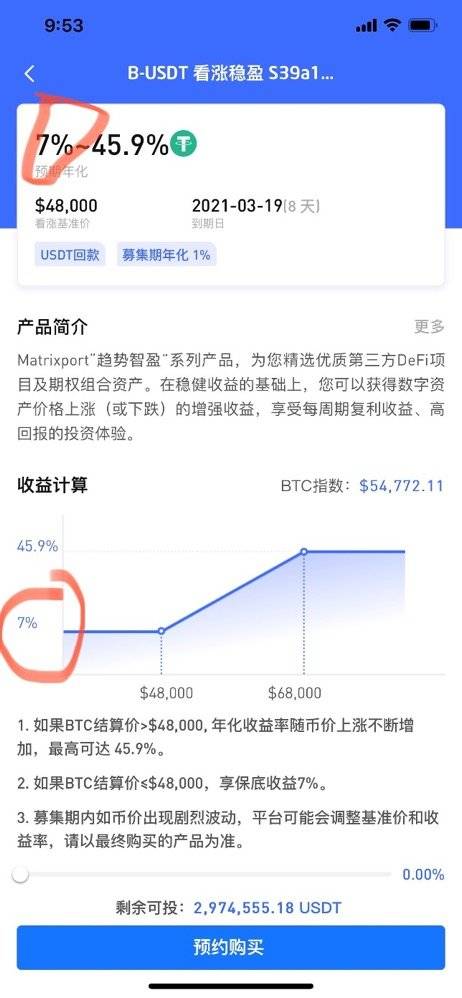 9:53
B-USDT 看涨稳盈 S39a1...
7%~45.9%
预期年化
$48,000
看涨基准价
2021-03-19(8 天)
到期日
USDT回款
募集期年化 1%
产品简介
更多
Matrixport“趋势智盈”系列产品，为您精选优质第三方DeFi项
目及期权组合资产。在稳健收益的基础上，您可以获得数字资
产价格上涨（或下跌）的增强收益，享受每周期复利收益、高
回报的投资体验。
收益计算
BTC指数：$54,772.11
45.9%
7%
$48,000
$68,000
1. 如果BTC结算价>$48,000, 年化收益率随币价上涨不断增
加，最高可达 45.9%。
2. 如果BTC结算价≤$48,000，享保底收益7%。
3. 募集期内如币价出现剧烈波动，平台可能会调整基准价和收
益率，请以最终购买的产品为准。
0.00%
剩余可投：2,974,555.18 USDT
预约购买